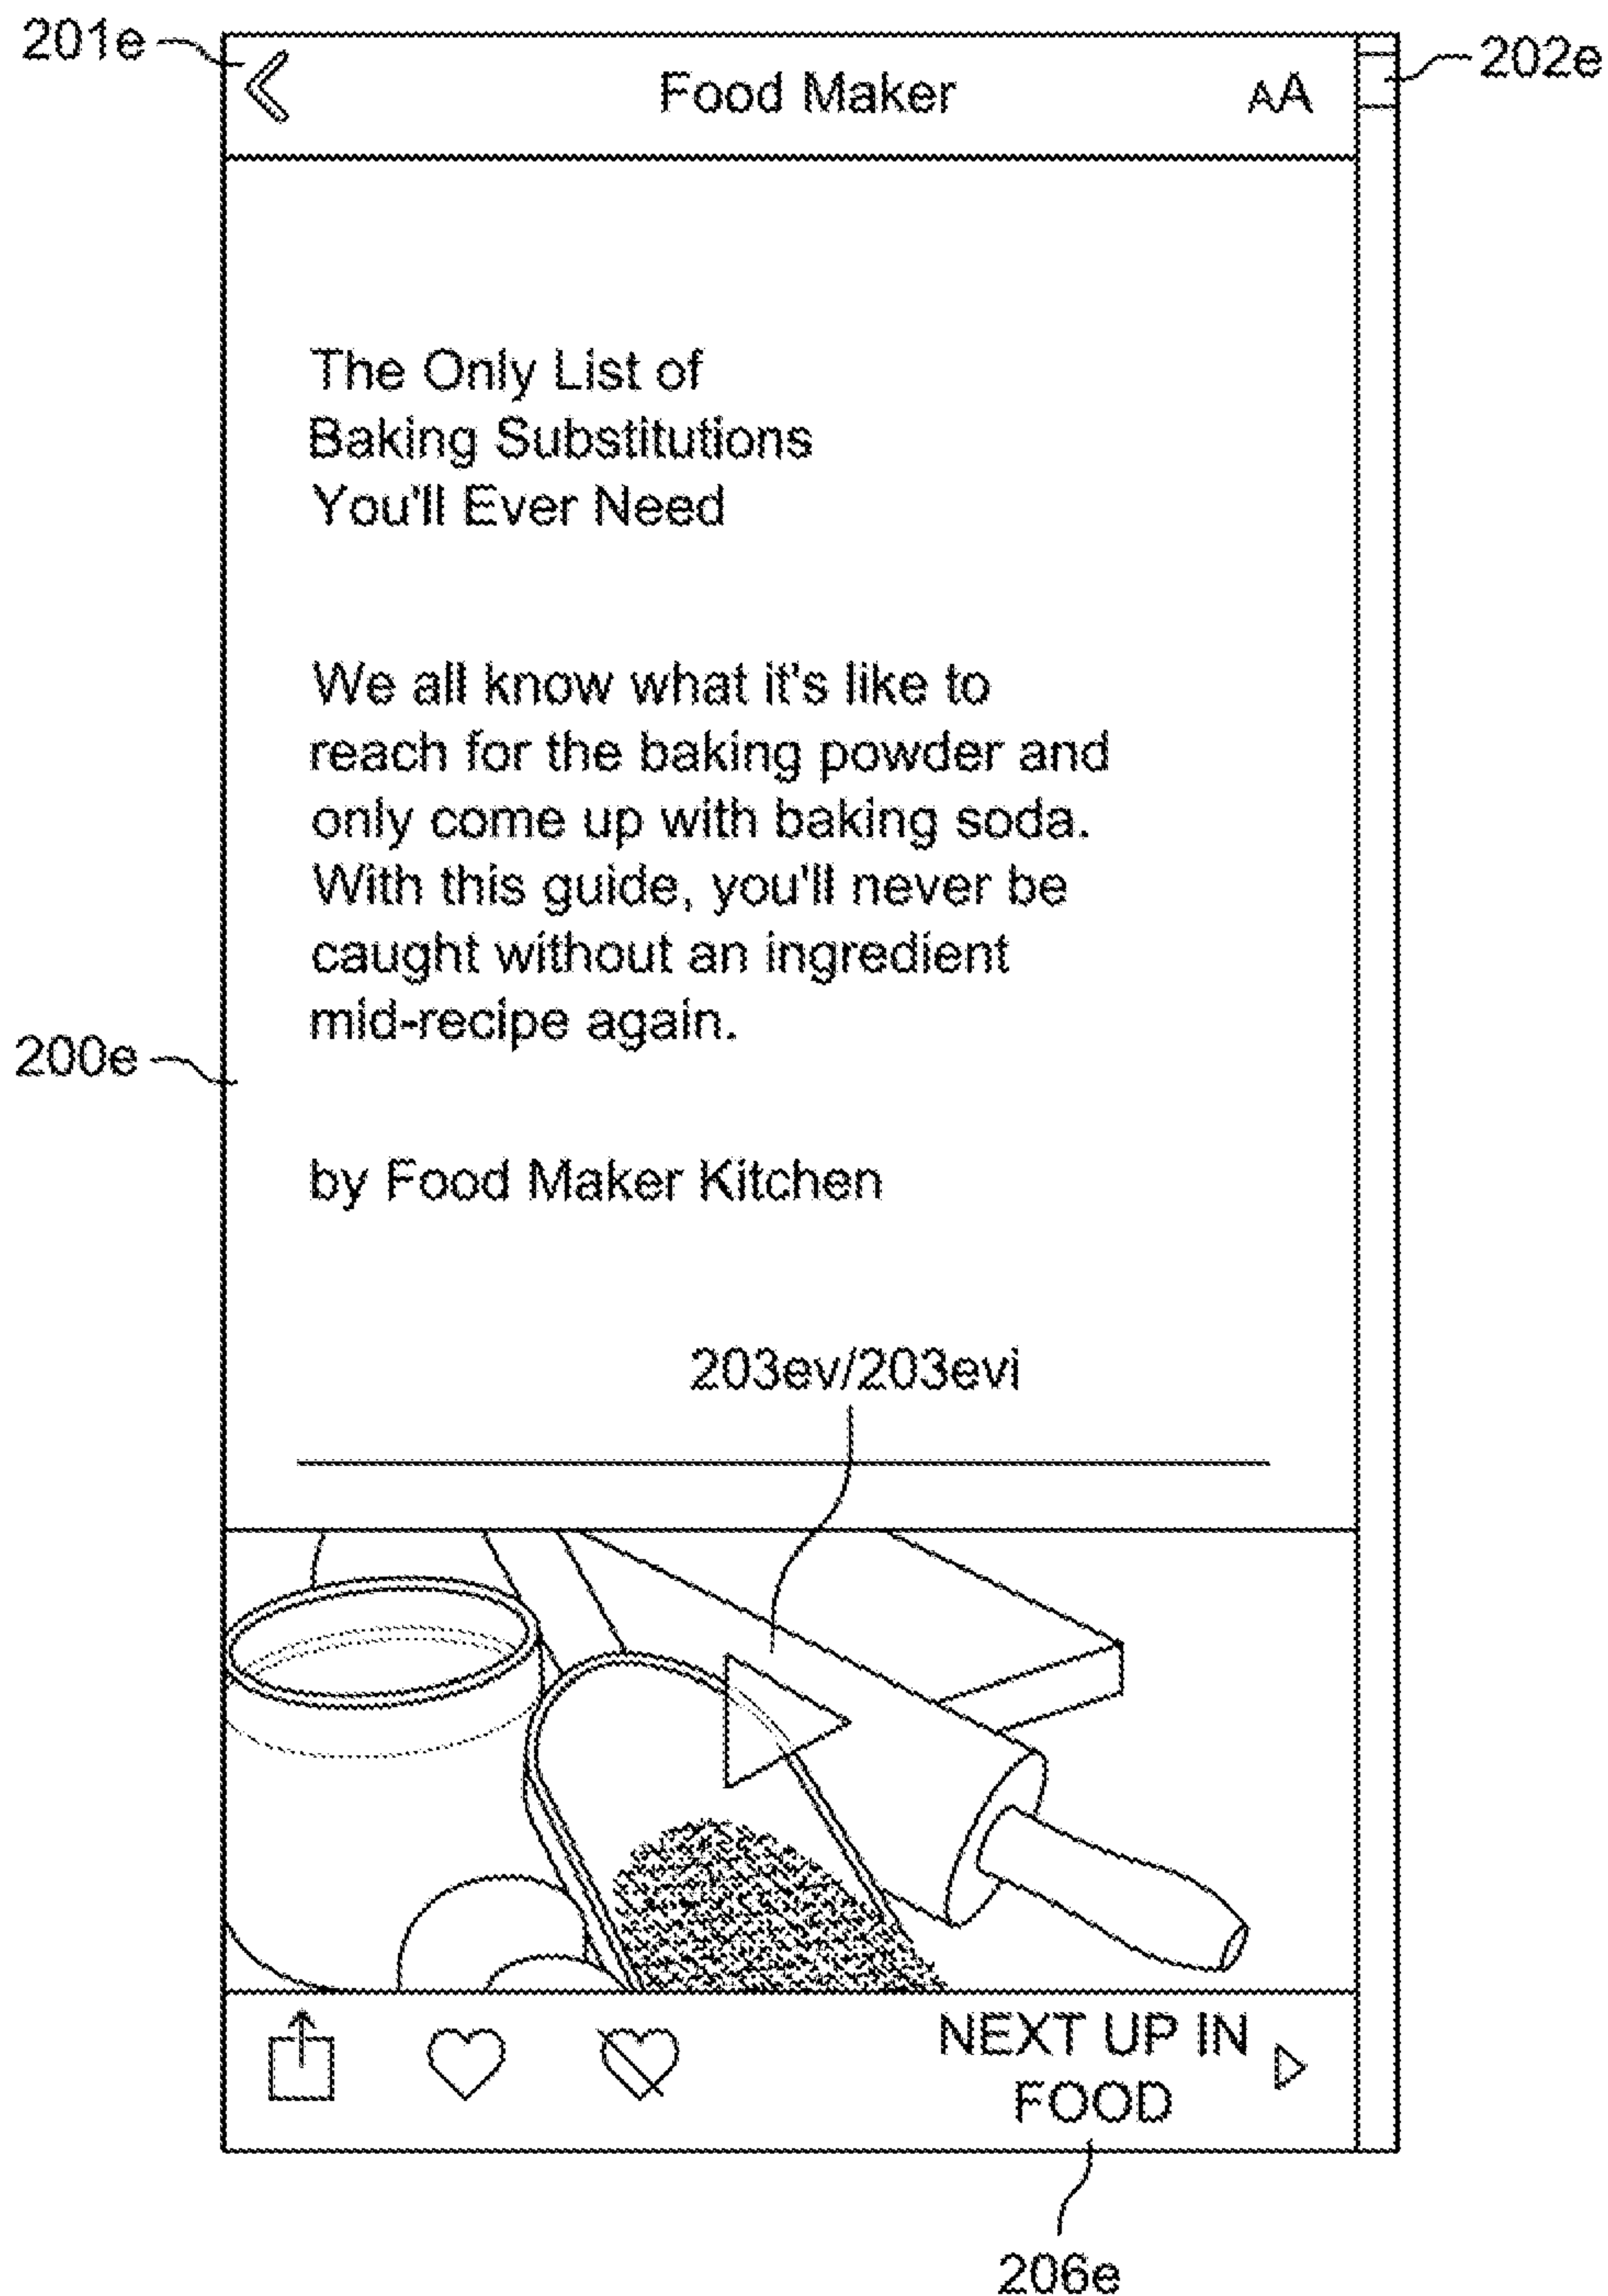 201e
202e
Food Maker
AA
The Only List of
Baking Substitutions
You'll Ever Need
We all know what it's like to
reach for the baking powder and
only come up with baking soda.
With this guide, you'll never be
caught without an ingredient
mid-recipe again.
200e
by Food Maker Kitchen
203ev/203evi
NEXT UP IN
FOOD
206e